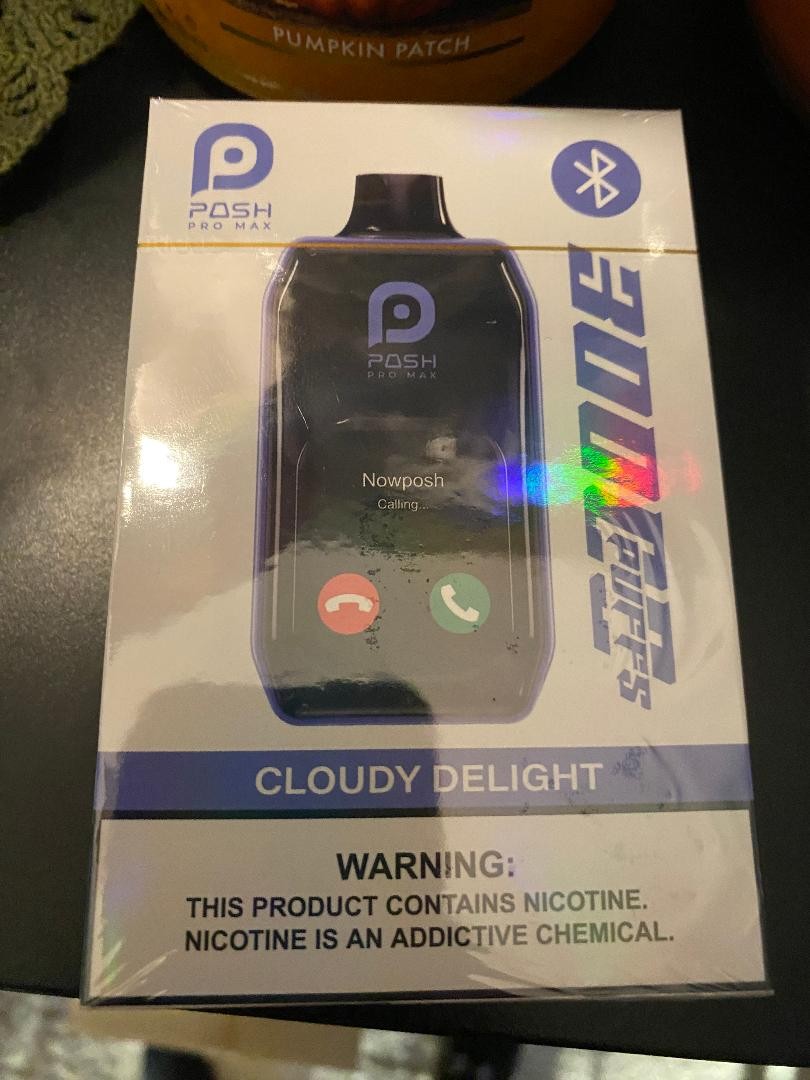 PUMPKIN PATCH
POSH
PRO MAX
POSH
PRO MAX
30000
PUFFS
Nowposh
Calling...
CLOUDY DELIGHT
WARNING:
THIS PRODUCT CONTAINS NICOTINE.
NICOTINE IS AN ADDICTIVE CHEMICAL.